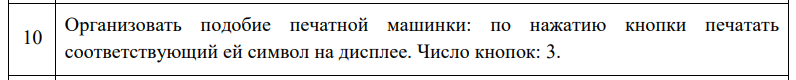 10
Организовать подобие печатной машинки: по нажатию кнопки печатать
соответствующий ей символ на дисплее. Число кнопок: 3.